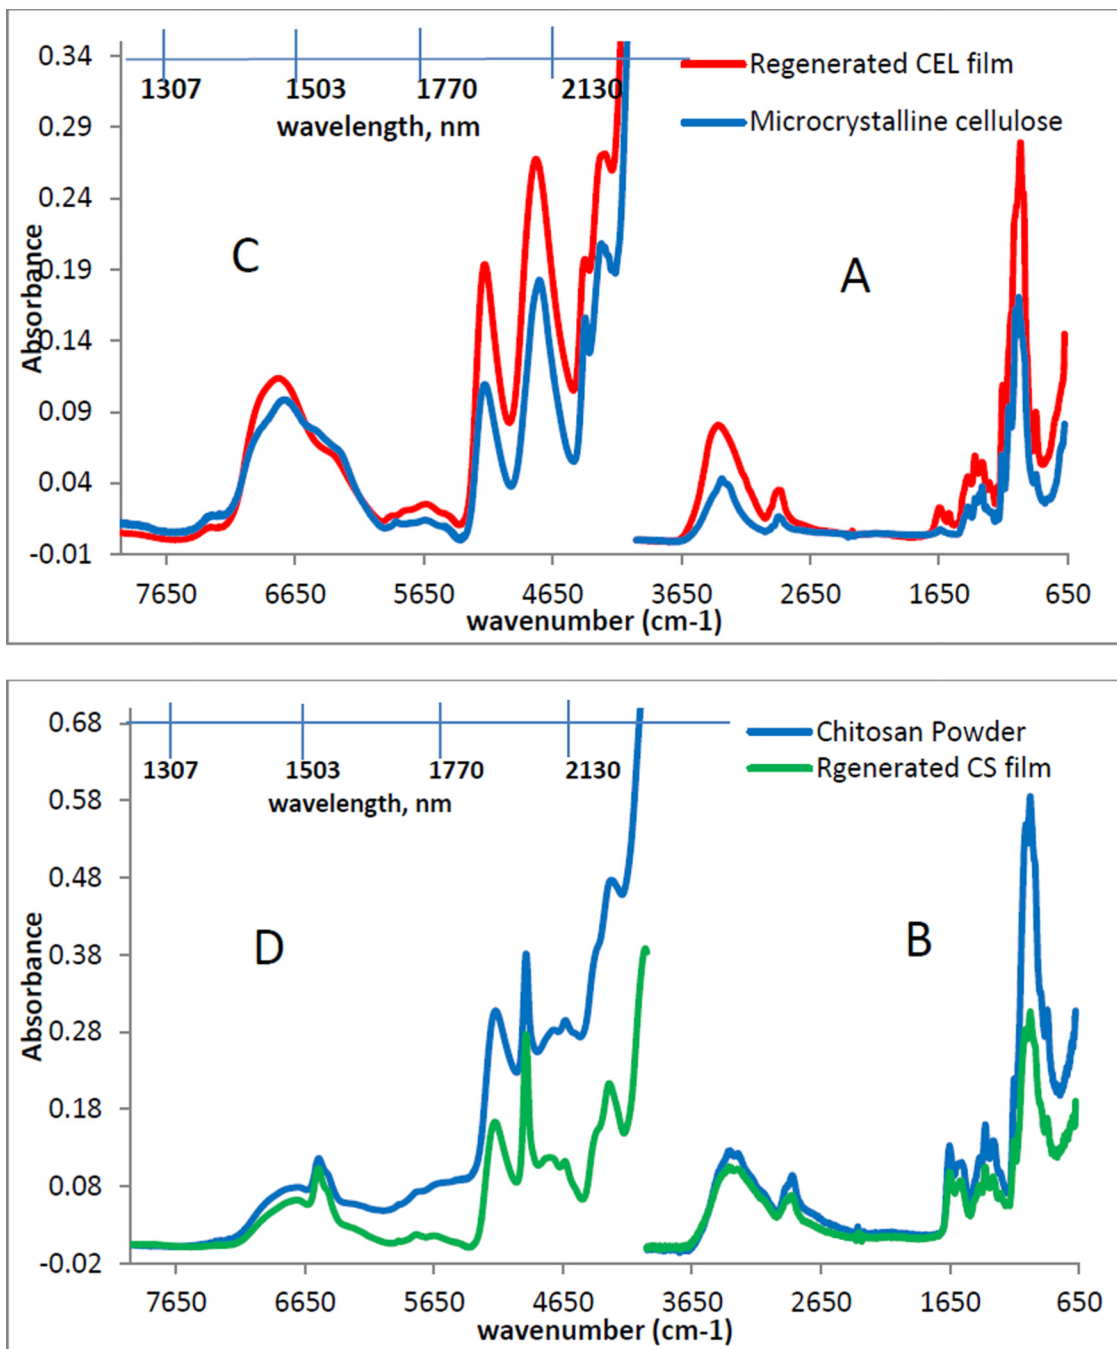 0.34
0.29
0.24
0.19
0.14
0.09
0.04
-0.01
Absorbance
1307 1503 1770 2130
wavelength, nm
Regenerated CEL film
Microcrystalline cellulose
C
A
7650 6650 5650 4650 3650 2650 1650 650
wavenumber (cm-1)
0.68
0.58
0.48
0.38
0.28
0.18
0.08
-0.02
Absorbance
1307 1503 1770 2130
wavelength, nm
Chitosan Powder
Rgenerated CS film
D
B
7650 6650 5650 4650 3650 2650 1650 650
wavenumber (cm-1)